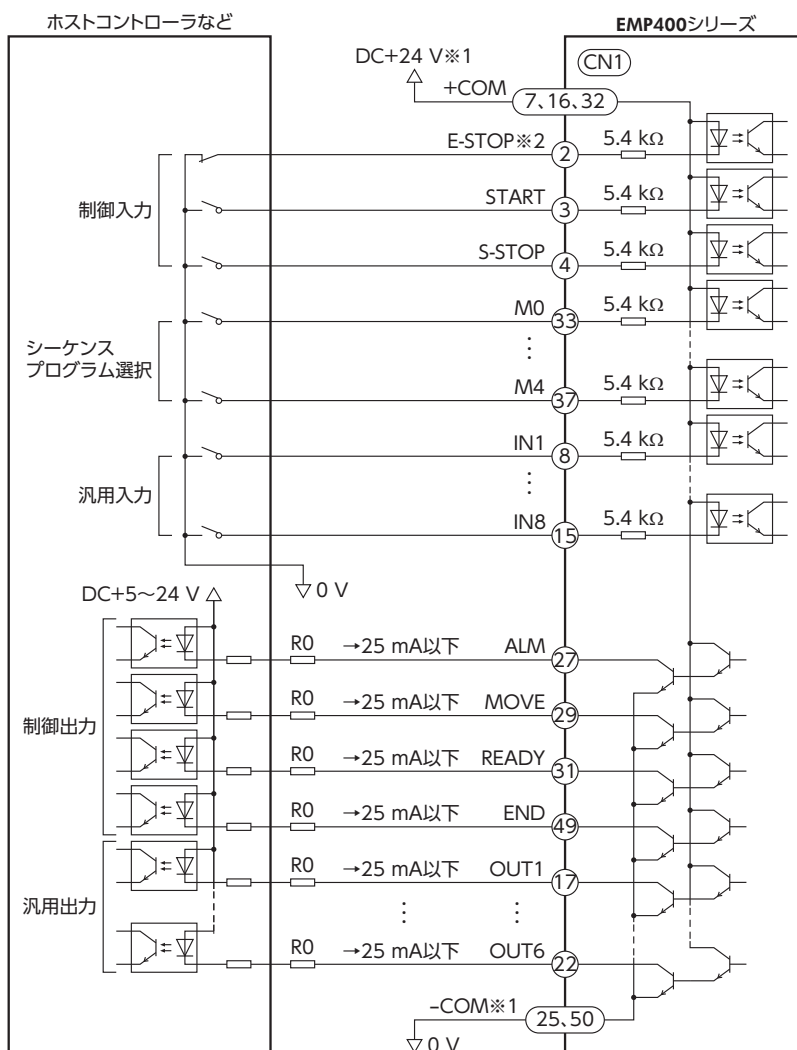 ホストコントローラなど
EMP400シリーズ
DC+24 V※1
CN1
+COM
7、16、32
制御入力
E-STOP※2
2
5.4 kΩ
START
3
5.4 kΩ
S-STOP
4
5.4 kΩ
シーケンス
プログラム選択
M0
33
5.4 kΩ
⋮
M4
37
5.4 kΩ
汎用入力
IN1
8
5.4 kΩ
⋮
IN8
15
5.4 kΩ
0 V
DC+5～24 V
制御出力
R0
→25 mA以下
ALM
27
R0
→25 mA以下
MOVE
29
R0
→25 mA以下
READY
31
R0
→25 mA以下
END
49
汎用出力
R0
→25 mA以下
OUT1
17
⋮
⋮
R0
→25 mA以下
OUT6
22
−COM※1
25、50
0 V